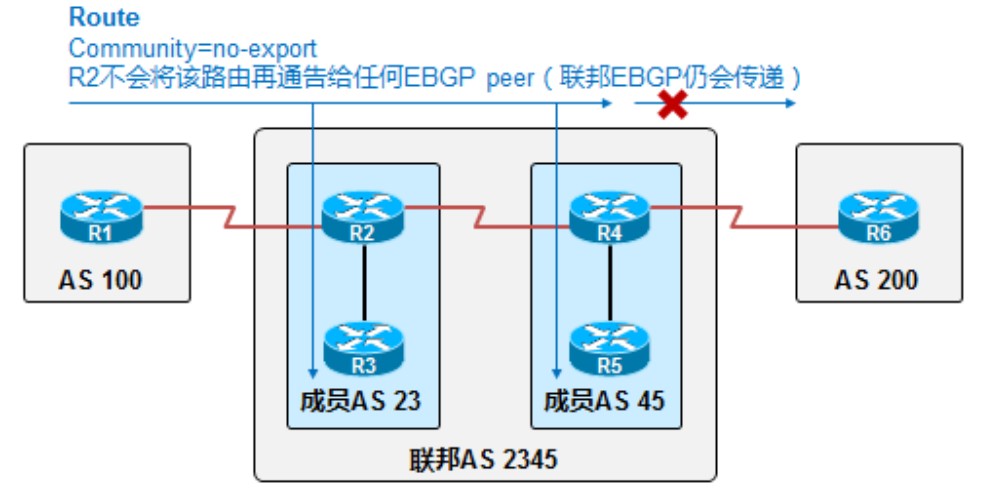 Route
Community=no-export
R2不会将该路由再通告给任何EBGP peer（联邦EBGP仍会传递）
R1
R2
R4
R6
AS 100
AS 200
R3
R5
成员AS 23
成员AS 45
联邦AS 2345